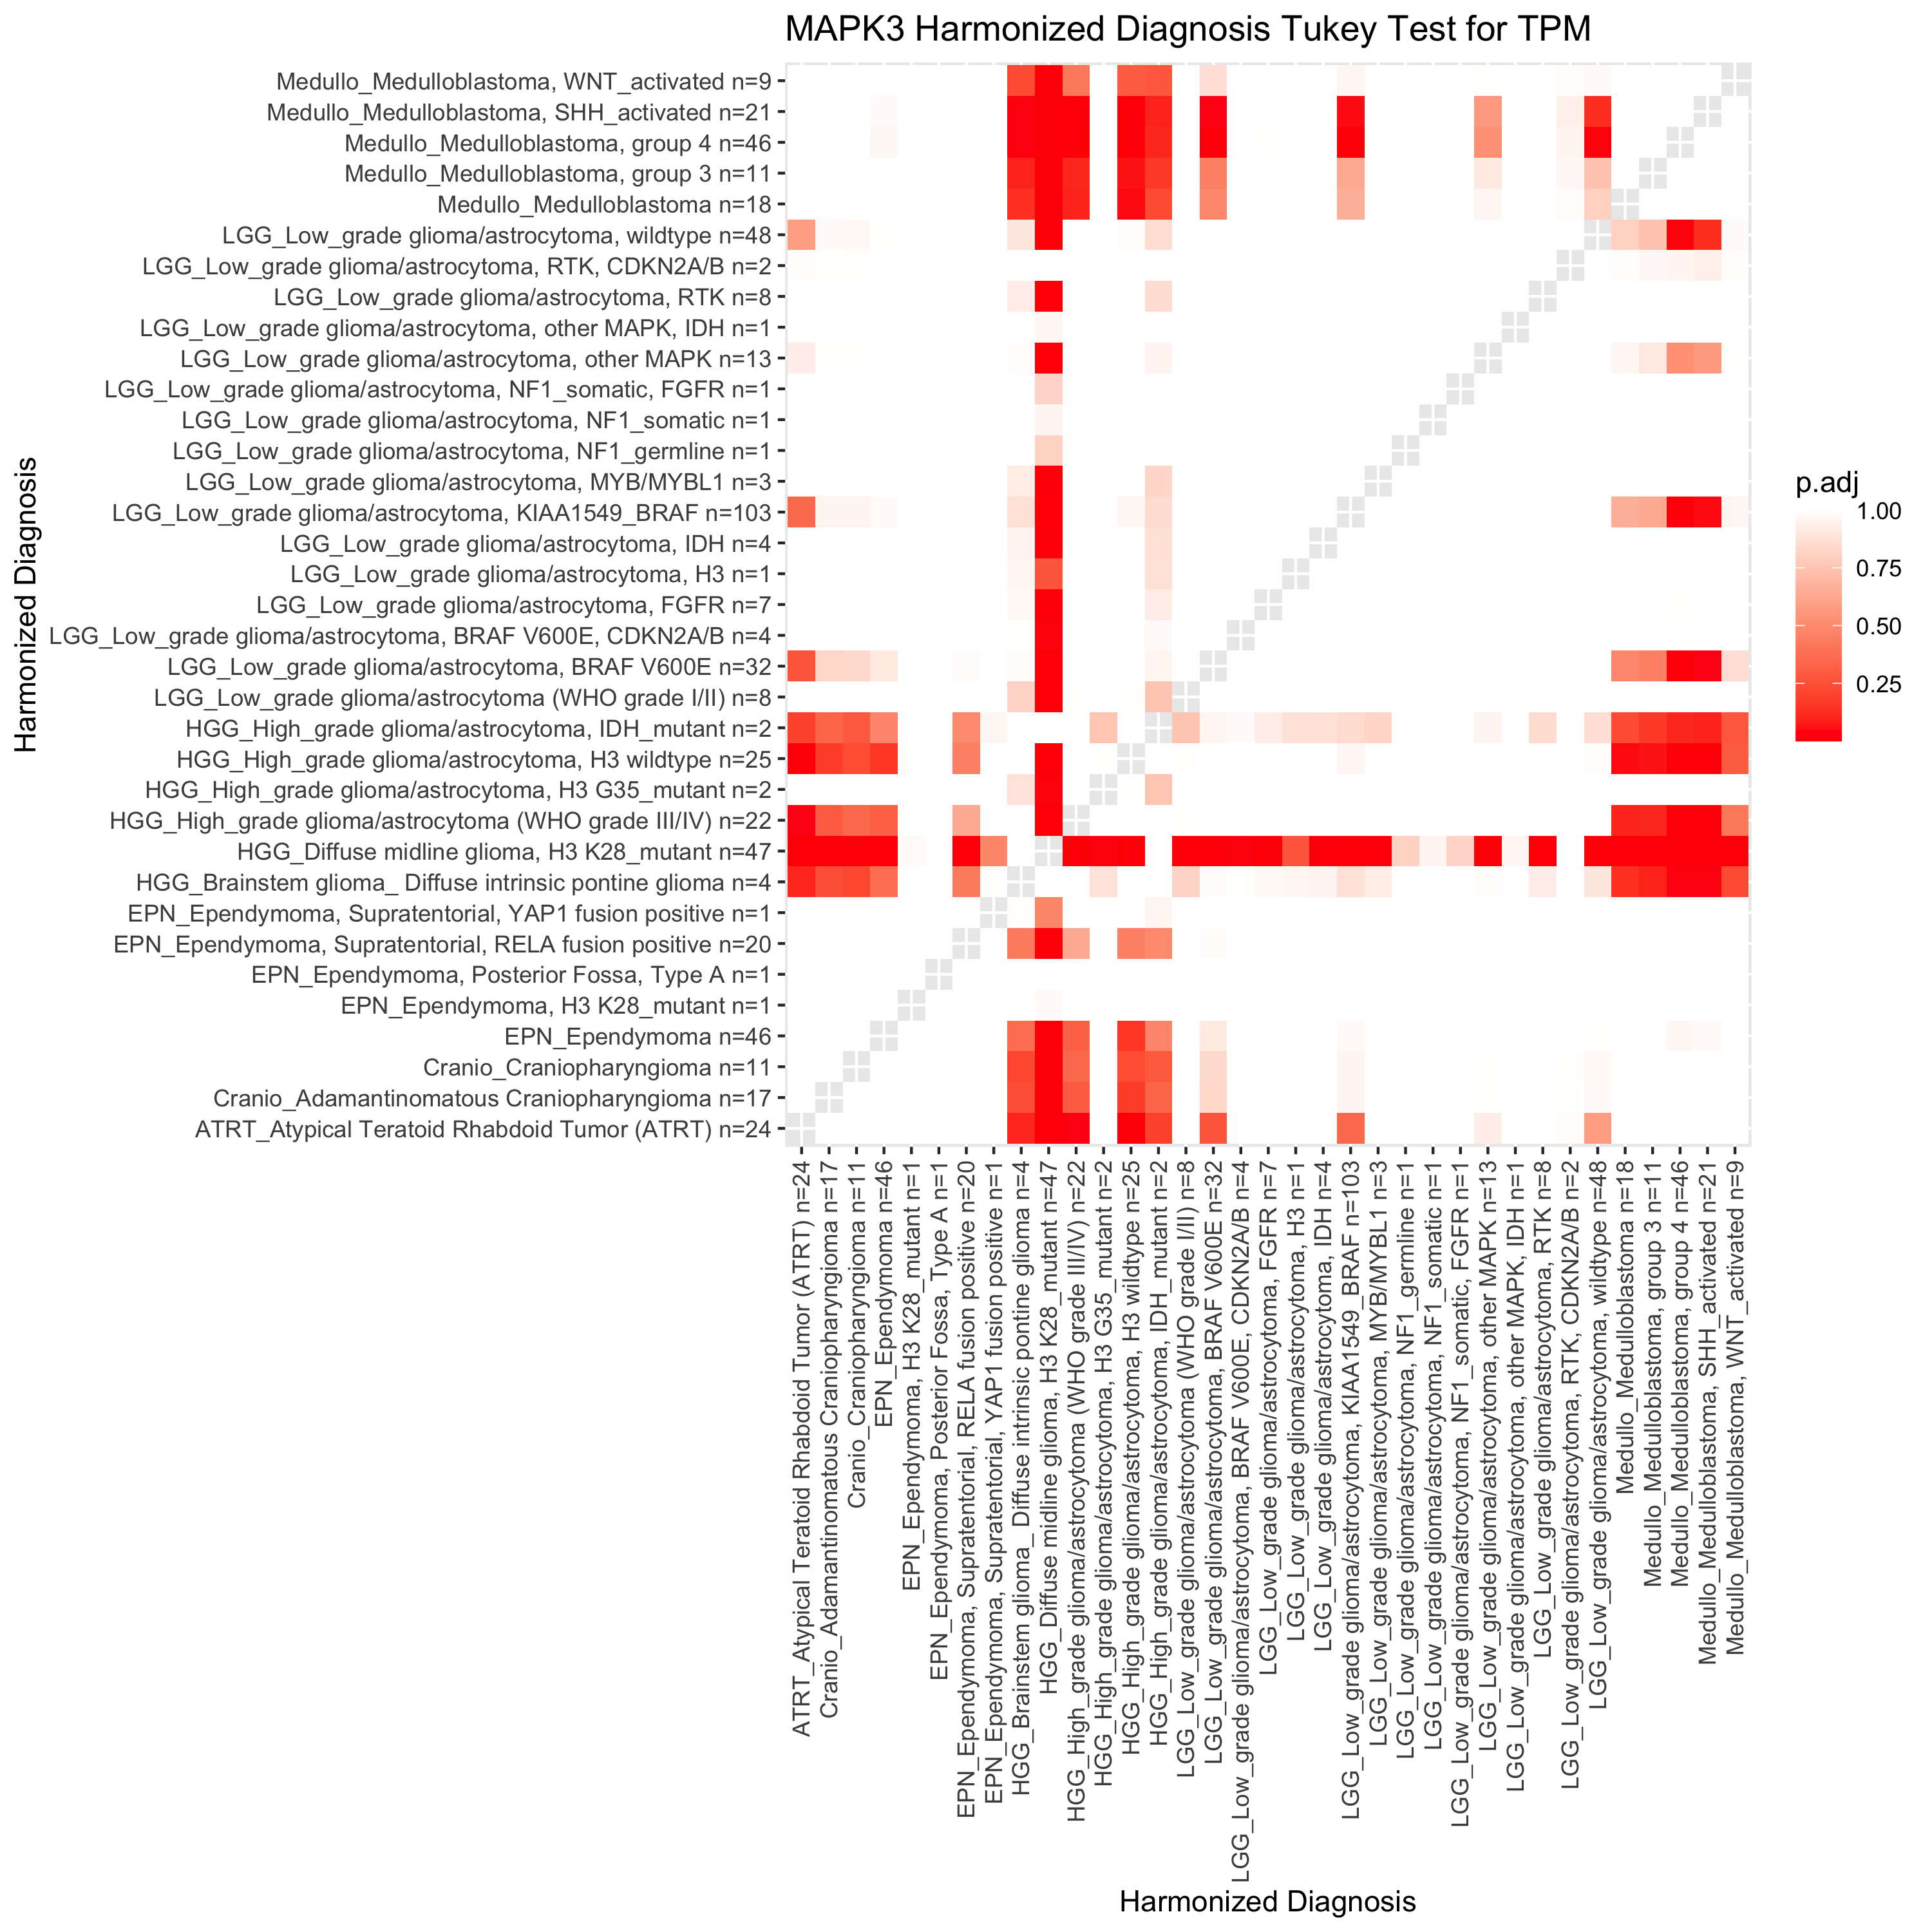 MAPK3 Harmonized Diagnosis Tukey Test for TPM
Harmonized Diagnosis
Medullo_Medulloblastoma, WNT_activated n=9
Medullo_Medulloblastoma, SHH_activated n=21
Medullo_Medulloblastoma, group 4 n=46
Medullo_Medulloblastoma, group 3 n=11
Medullo_Medulloblastoma n=18
LGG_Low_grade glioma/astrocytoma, wildtype n=48
LGG_Low_grade glioma/astrocytoma, RTK, CDKN2A/B n=2
LGG_Low_grade glioma/astrocytoma, RTK n=8
LGG_Low_grade glioma/astrocytoma, other MAPK, IDH n=1
LGG_Low_grade glioma/astrocytoma, other MAPK n=13
LGG_Low_grade glioma/astrocytoma, NF1_somatic, FGFR n=1
LGG_Low_grade glioma/astrocytoma, NF1_somatic n=1
LGG_Low_grade glioma/astrocytoma, NF1_germline n=1
LGG_Low_grade glioma/astrocytoma, MYB/MYBL1 n=3
LGG_Low_grade glioma/astrocytoma, KIAA1549_BRAF n=103
LGG_Low_grade glioma/astrocytoma, IDH n=4
LGG_Low_grade glioma/astrocytoma, H3 n=1
LGG_Low_grade glioma/astrocytoma, FGFR n=7
LGG_Low_grade glioma/astrocytoma, BRAF V600E, CDKN2A/B n=4
LGG_Low_grade glioma/astrocytoma, BRAF V600E n=32
LGG_Low_grade glioma/astrocytoma (WHO grade I/II) n=8
HGG_High_grade glioma/astrocytoma, IDH_mutant n=2
HGG_High_grade glioma/astrocytoma, H3 wildtype n=25
HGG_High_grade glioma/astrocytoma, H3 G35_mutant n=2
HGG_High_grade glioma/astrocytoma (WHO grade III/IV) n=22
HGG_Diffuse midline glioma, H3 K28_mutant n=47
HGG_Brainstem glioma_ Diffuse intrinsic pontine glioma n=4
EPN_Ependymoma, Supratentorial, YAP1 fusion positive n=1
EPN_Ependymoma, Supratentorial, RELA fusion positive n=20
EPN_Ependymoma, Posterior Fossa, Type A n=1
EPN_Ependymoma, H3 K28_mutant n=1
EPN_Ependymoma n=46
Cranio_Craniopharyngioma n=11
Cranio_Adamantinomatous Craniopharyngioma n=17
ATRT_Atypical Teratoid Rhabdoid Tumor (ATRT) n=24
p.adj
1.00
0.75
0.50
0.25
ATRT_Atypical Teratoid Rhabdoid Tumor (ATRT) n=24
Cranio_Adamantinomatous Craniopharyngioma n=17
Cranio_Craniopharyngioma n=11
EPN_Ependymoma n=46
EPN_Ependymoma, H3 K28_mutant n=1
EPN_Ependymoma, Posterior Fossa, Type A n=1
EPN_Ependymoma, Supratentorial, RELA fusion positive n=20
EPN_Ependymoma, Supratentorial, YAP1 fusion positive n=1
HGG_Brainstem glioma_ Diffuse intrinsic pontine glioma n=4
HGG_Diffuse midline glioma, H3 K28_mutant n=47
HGG_High_grade glioma/astrocytoma (WHO grade III/IV) n=22
HGG_High_grade glioma/astrocytoma, H3 G35_mutant n=2
HGG_High_grade glioma/astrocytoma, H3 wildtype n=25
HGG_High_grade glioma/astrocytoma, IDH_mutant n=2
LGG_Low_grade glioma/astrocytoma (WHO grade I/II) n=8
LGG_Low_grade glioma/astrocytoma, BRAF V600E n=32
LGG_Low_grade glioma/astrocytoma, BRAF V600E, CDKN2A/B n=4
LGG_Low_grade glioma/astrocytoma, FGFR n=7
LGG_Low_grade glioma/astrocytoma, H3 n=1
LGG_Low_grade glioma/astrocytoma, IDH n=4
LGG_Low_grade glioma/astrocytoma, KIAA1549_BRAF n=103
LGG_Low_grade glioma/astrocytoma, MYB/MYBL1 n=3
LGG_Low_grade glioma/astrocytoma, NF1_germline n=1
LGG_Low_grade glioma/astrocytoma, NF1_somatic n=1
LGG_Low_grade glioma/astrocytoma, NF1_somatic, FGFR n=1
LGG_Low_grade glioma/astrocytoma, other MAPK n=13
LGG_Low_grade glioma/astrocytoma, other MAPK, IDH n=1
LGG_Low_grade glioma/astrocytoma, RTK n=8
LGG_Low_grade glioma/astrocytoma, RTK, CDKN2A/B n=2
LGG_Low_grade glioma/astrocytoma, wildtype n=48
Medullo_Medulloblastoma n=18
Medullo_Medulloblastoma, group 3 n=11
Medullo_Medulloblastoma, group 4 n=46
Medullo_Medulloblastoma, SHH_activated n=21
Medullo_Medulloblastoma, WNT_activated n=9
Harmonized Diagnosis